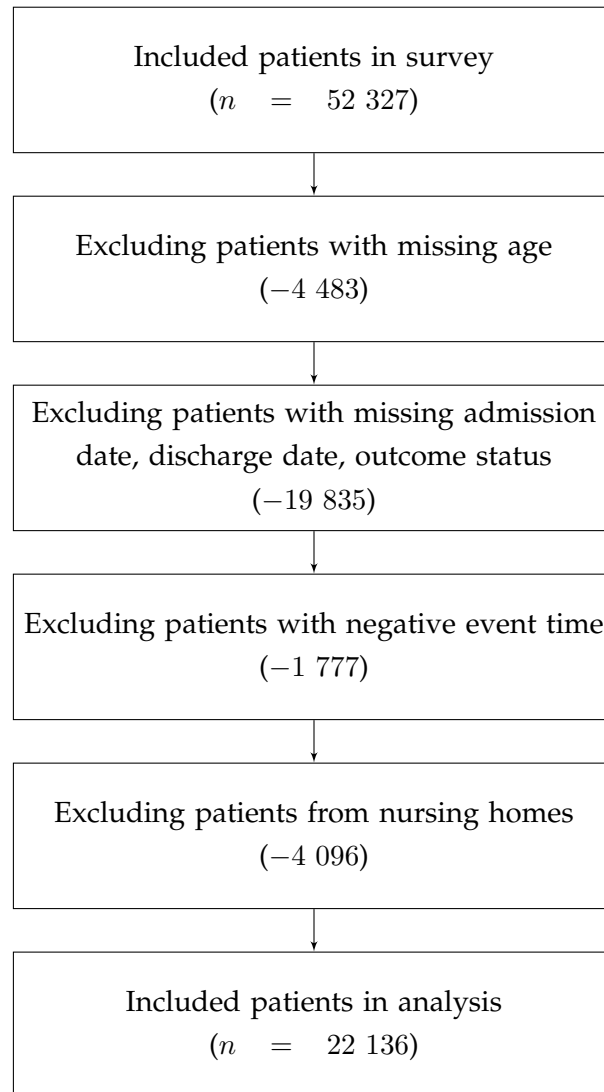 Included patients in survey
(n = 52 327)
Excluding patients with missing age
(−4 483)
Excluding patients with missing admission
date, discharge date, outcome status
(−19 835)
Excluding patients with negative event time
(−1 777)
Excluding patients from nursing homes
(−4 096)
Included patients in analysis
(n = 22 136)